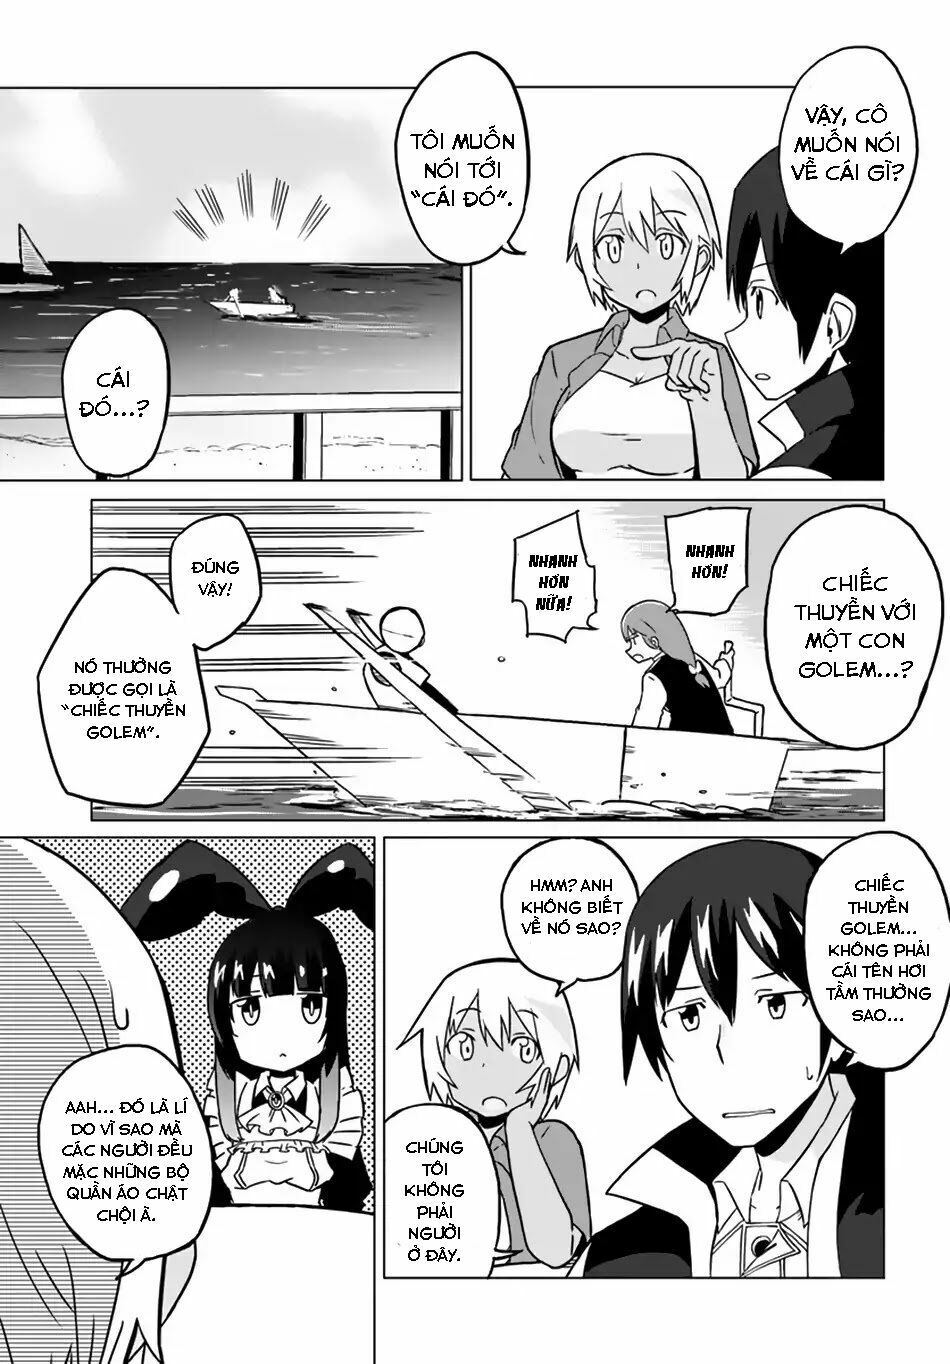 VẬY, CÔ
MUỐN NÓI
VỀ CÁI GÌ?
TÔI MUỐN
NÓI TỚI
“CÁI ĐÓ”.
CÁI
ĐÓ...?
CHIẾC
THUYỀN VỚI
MỘT CON
GOLEM...?
NHANH
HƠN!
NHANH
HƠN
NỮA!
ĐÚNG
VẬY!
NÓ THƯỜNG
ĐƯỢC GỌI LÀ
“CHIẾC THUYỀN
GOLEM”.
CHIẾC
THUYỀN
GOLEM...
KHÔNG PHẢI
CÁI TÊN HƠI
TẦM THƯỜNG
SAO...
HMM? ANH
KHÔNG BIẾT
VỀ NÓ SAO?
CHÚNG
TÔI
KHÔNG
PHẢI
NGƯỜI
Ở ĐÂY.
AAH... ĐÓ LÀ LÍ
DO VÌ SAO MÀ
CÁC NGƯỜI ĐỀU
MẶC NHỮNG BỘ
QUẦN ÁO CHẬT
CHỘI À.